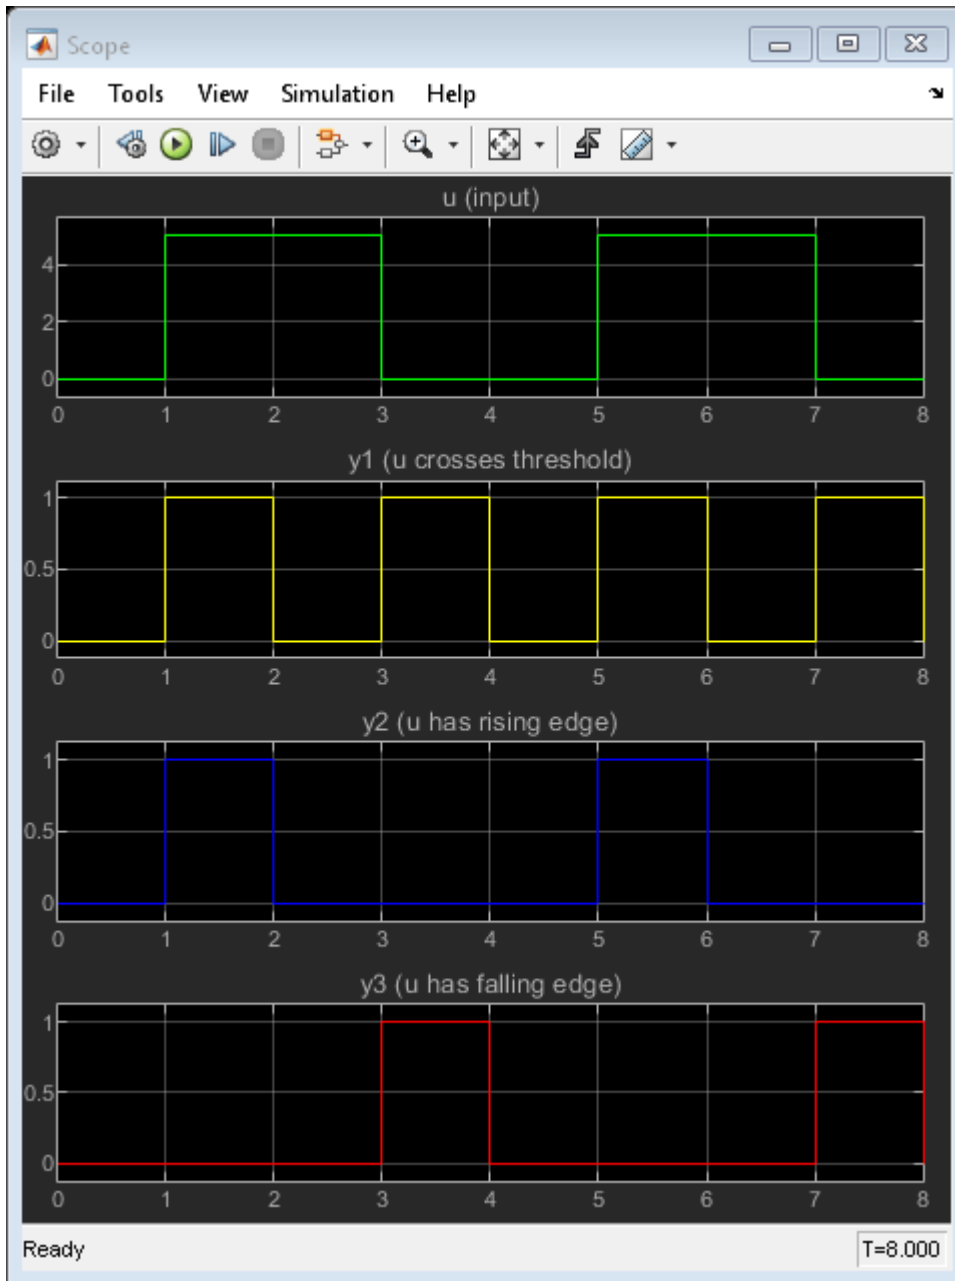 Scope
File Tools View Simulation Help
u (input)
4
2
0
0 1 2 3 4 5 6 7 8
y1 (u crosses threshold)
1
0.5
0
0 1 2 3 4 5 6 7 8
y2 (u has rising edge)
1
0.5
0
0 1 2 3 4 5 6 7 8
y3 (u has falling edge)
1
0.5
0
0 1 2 3 4 5 6 7 8
Ready T=8.000